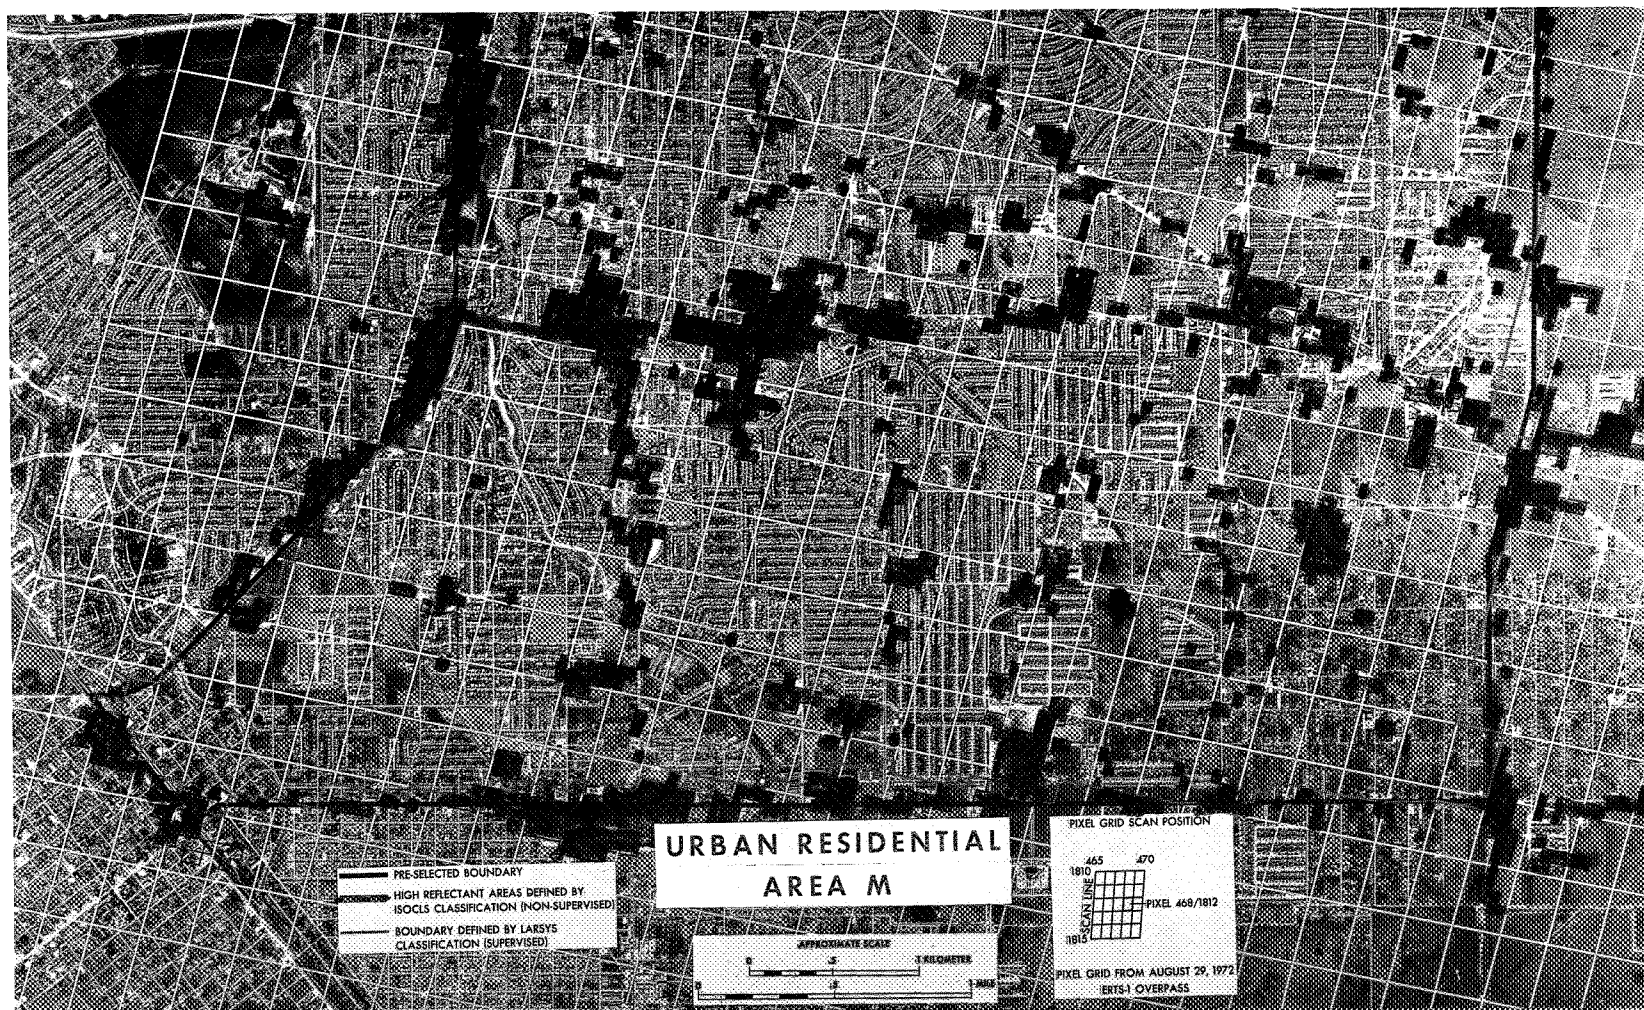 URBAN RESIDENTIAL
AREA M
PRE-SELECTED BOUNDARY
HIGH REFLECTANT AREAS DEFINED BY
ISOCLS CLASSIFICATION (NON-SUPERVISED)
BOUNDARY DEFINED BY LARSYS
CLASSIFICATION (SUPERVISED)
APPROXIMATE SCALE
0 .5 1 KILOMETER
0 .5 1 MILE
PIXEL GRID SCAN POSITION
465 470
1810
SCAN LINE
PIXEL 468/1812
1815
PIXEL GRID FROM AUGUST 29, 1972
ERTS-1 OVERPASS